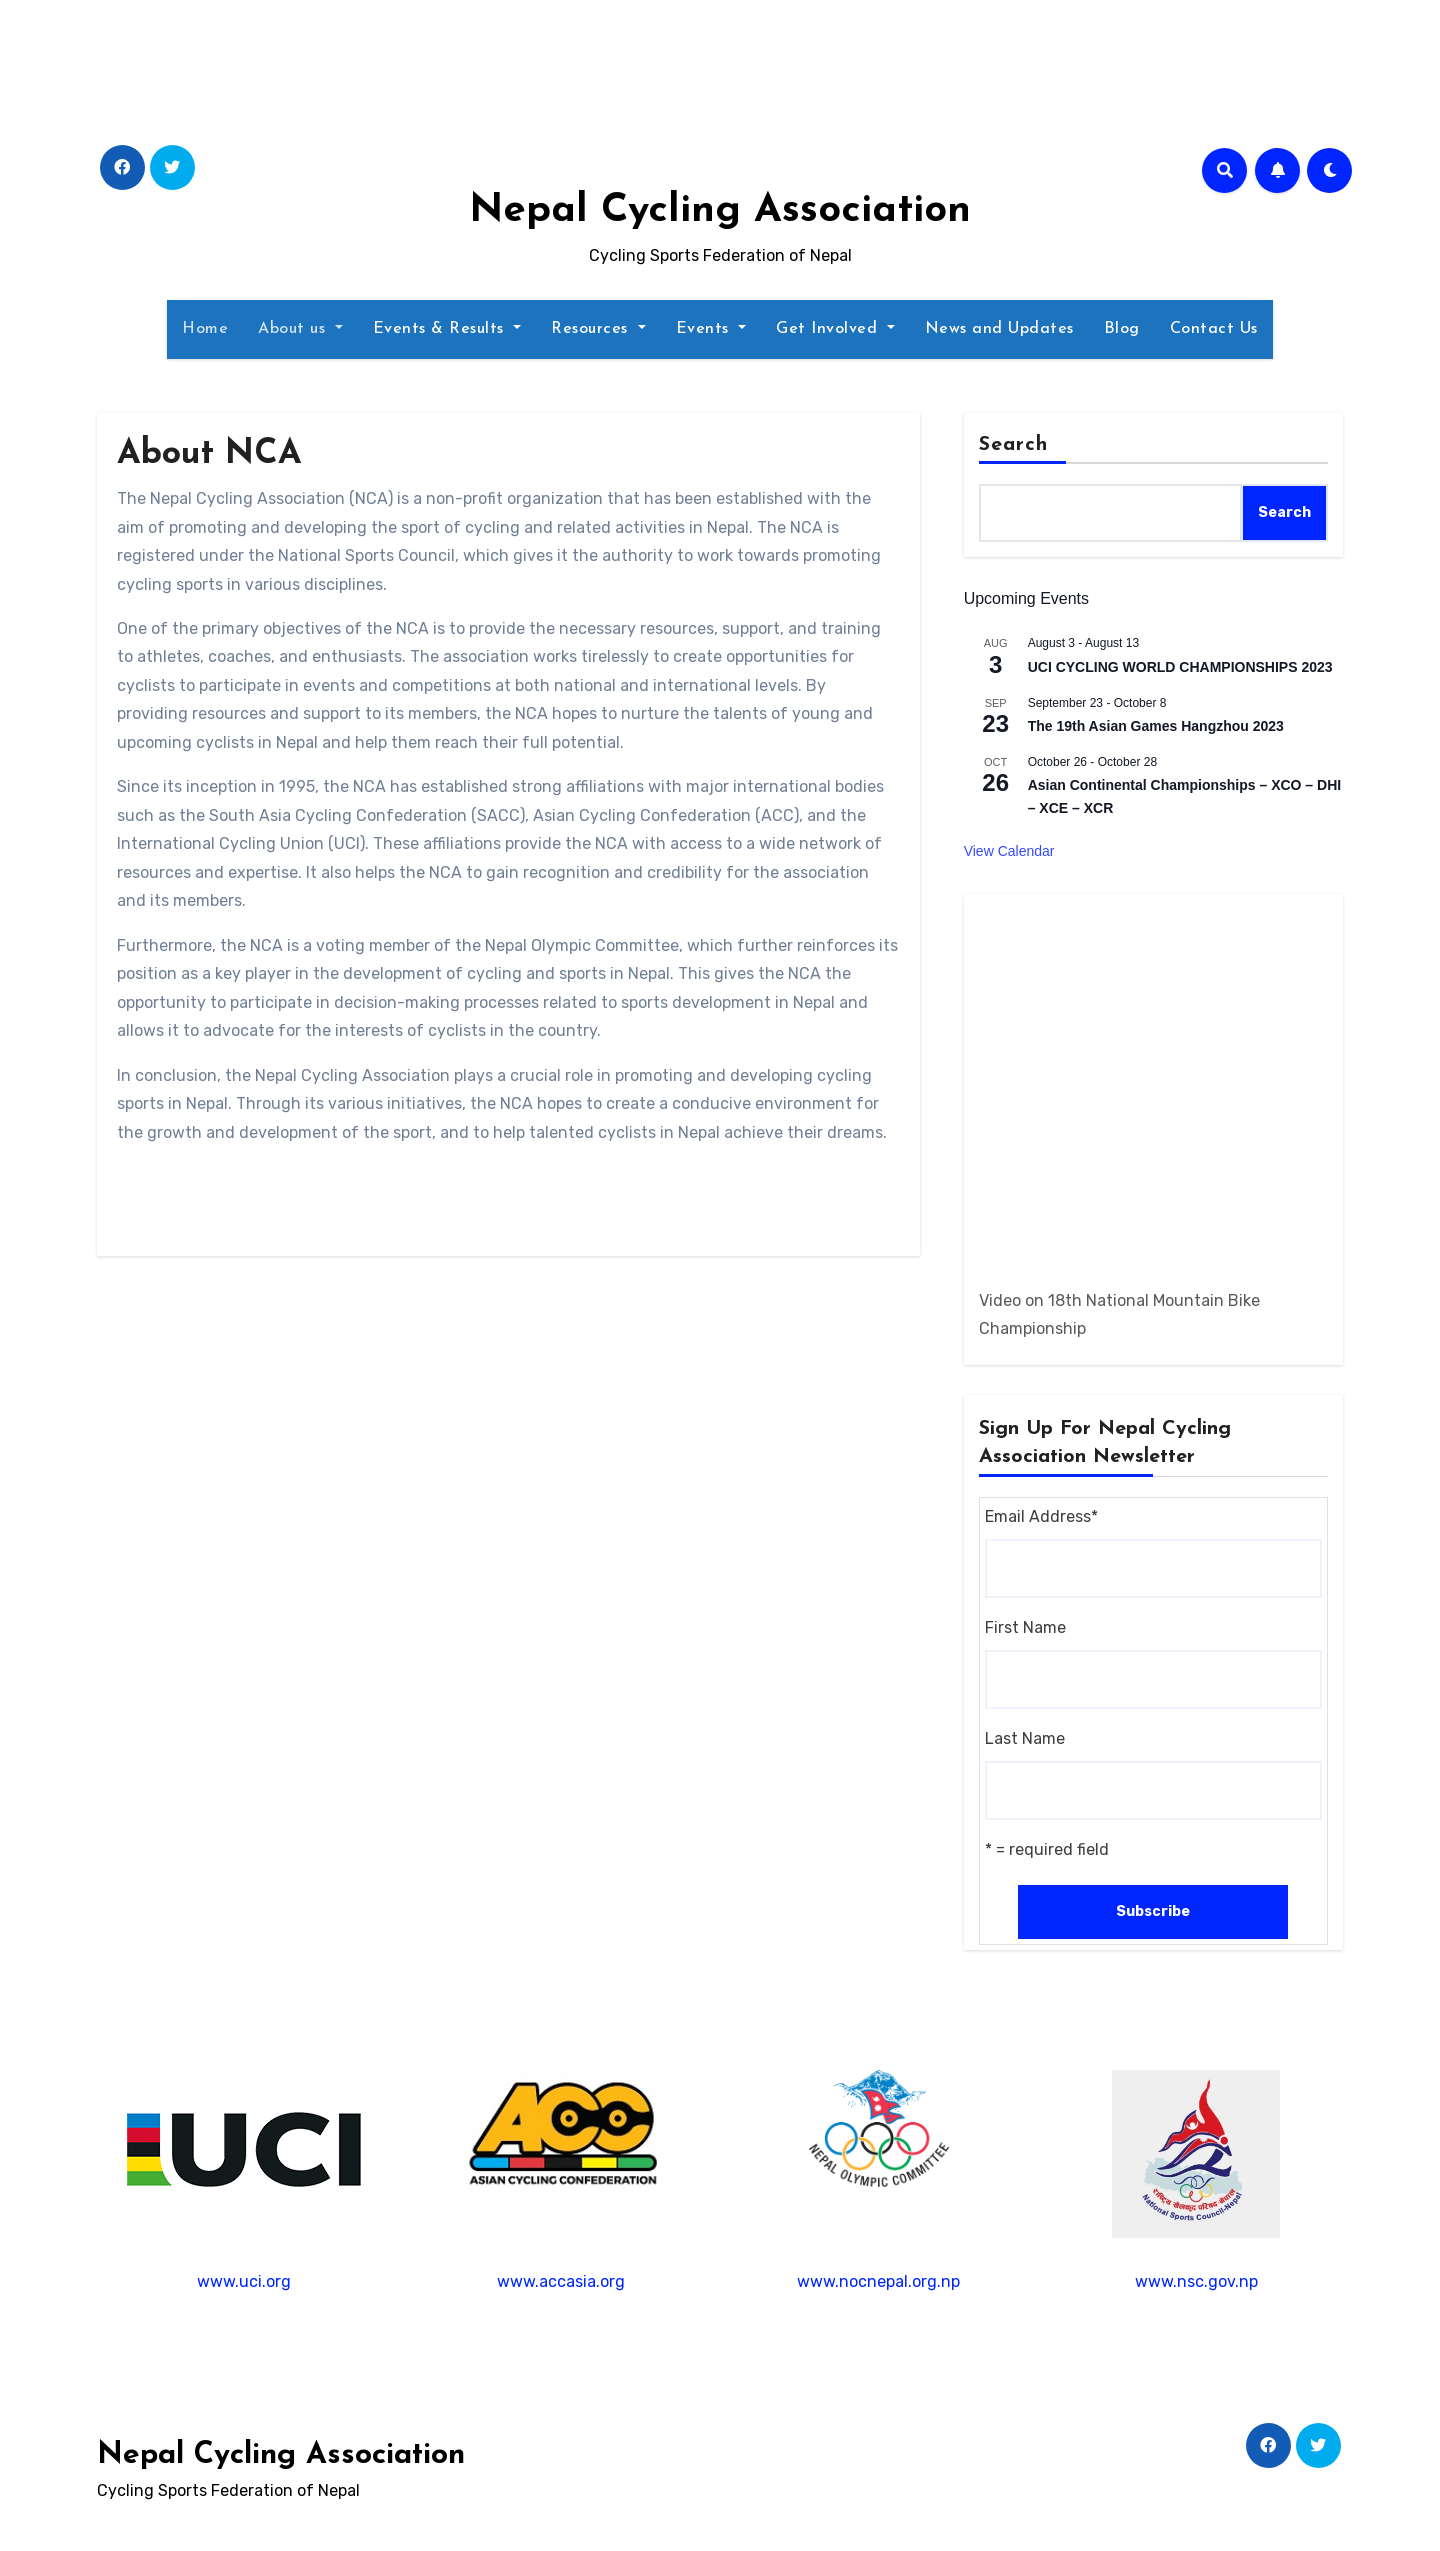 Nepal Cycling Association
Cycling Sports Federation of Nepal
Home About us Events & Results Resources Events Get Involved News and Updates Blog Contact Us
About NCA
The Nepal Cycling Association (NCA) is a non-profit organization that has been established with the
aim of promoting and developing the sport of cycling and related activities in Nepal. The NCA is
registered under the National Sports Council, which gives it the authority to work towards promoting
cycling sports in various disciplines.
One of the primary objectives of the NCA is to provide the necessary resources, support, and training
to athletes, coaches, and enthusiasts. The association works tirelessly to create opportunities for
cyclists to participate in events and competitions at both national and international levels. By
providing resources and support to its members, the NCA hopes to nurture the talents of young and
upcoming cyclists in Nepal and help them reach their full potential.
Since its inception in 1995, the NCA has established strong affiliations with major international bodies
such as the South Asia Cycling Confederation (SACC), Asian Cycling Confederation (ACC), and the
International Cycling Union (UCI). These affiliations provide the NCA with access to a wide network of
resources and expertise. It also helps the NCA to gain recognition and credibility for the association
and its members.
Furthermore, the NCA is a voting member of the Nepal Olympic Committee, which further reinforces its
position as a key player in the development of cycling and sports in Nepal. This gives the NCA the
opportunity to participate in decision-making processes related to sports development in Nepal and
allows it to advocate for the interests of cyclists in the country.
In conclusion, the Nepal Cycling Association plays a crucial role in promoting and developing cycling
sports in Nepal. Through its various initiatives, the NCA hopes to create a conducive environment for
the growth and development of the sport, and to help talented cyclists in Nepal achieve their dreams.
Search
Search
Upcoming Events
AUG
3
August 3 - August 13
UCI CYCLING WORLD CHAMPIONSHIPS 2023
SEP
23
September 23 - October 8
The 19th Asian Games Hangzhou 2023
OCT
26
October 26 - October 28
Asian Continental Championships – XCO – DHI
– XCE – XCR
View Calendar
Video on 18th National Mountain Bike
Championship
Sign Up For Nepal Cycling
Association Newsletter
Email Address*
First Name
Last Name
* = required field
Subscribe
UCI
ACC
ASIAN CYCLING CONFEDERATION
NEPAL OLYMPIC COMMITTEE
राष्ट्रिय खेलकुद परिषद नेपाल
National Sports Council-Nepal
www.uci.org
www.accasia.org
www.nocnepal.org.np
www.nsc.gov.np
Nepal Cycling Association
Cycling Sports Federation of Nepal